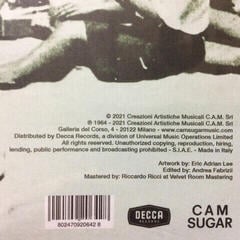 © 2021 Creazioni Artistiche Musicali C.A.M. Srl
℗ 1964 - 2021 Creazioni Artistiche Musicali C.A.M. Srl
Galleria del Corso, 4 - 20122 Milano - www.camsugarmusic.com
Distributed by Decca Records, a division of Universal Music Operations Limited
All rights reserved. Unauthorized copying, reproduction, hiring,
lending, public performance and broadcasting prohibited - S.I.A.E. - Made in Italy
Artwork by: Eric Adrian Lee
Edited by: Andrea Fabrizii
Mastered by: Riccardo Ricci at Velvet Room Mastering
8024709206428
DECCA
CAM
SUGAR